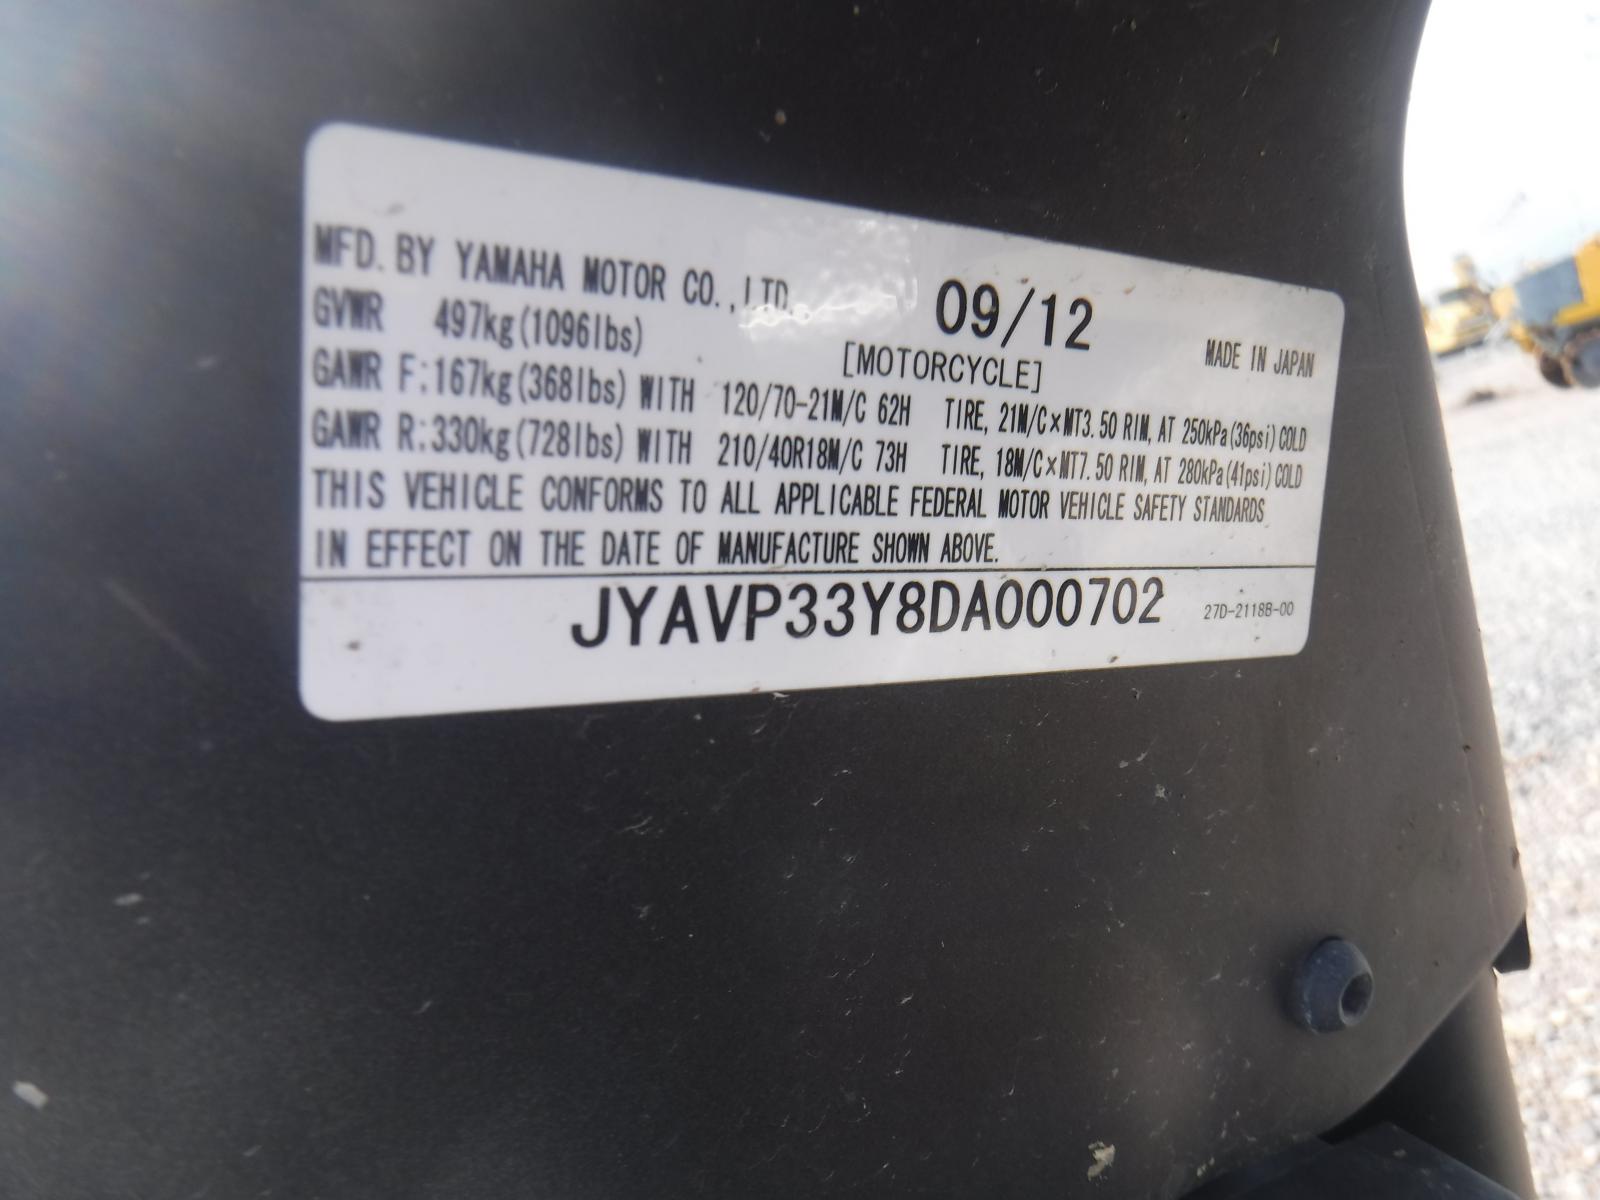 MFD. BY YAMAHA MOTOR CO., LTD. 09/12
GVWR 497kg(1096lbs) [MOTORCYCLE] MADE IN JAPAN
GAWR F:167kg(368lbs) WITH 120/70-21M/C 62H TIRE, 21M/C×MT3.50 RIM, AT 250kPa(36psi) COLD
GAWR R:330kg(728lbs) WITH 210/40R18M/C 73H TIRE, 18M/C×MT7.50 RIM, AT 280kPa(41psi) COLD
THIS VEHICLE CONFORMS TO ALL APPLICABLE FEDERAL MOTOR VEHICLE SAFETY STANDARDS
IN EFFECT ON THE DATE OF MANUFACTURE SHOWN ABOVE.
JYAVP33Y8DA000702 27D-2118B-00